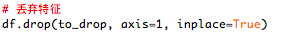 # 丢弃特征
df.drop(to_drop, axis=1, inplace=True)